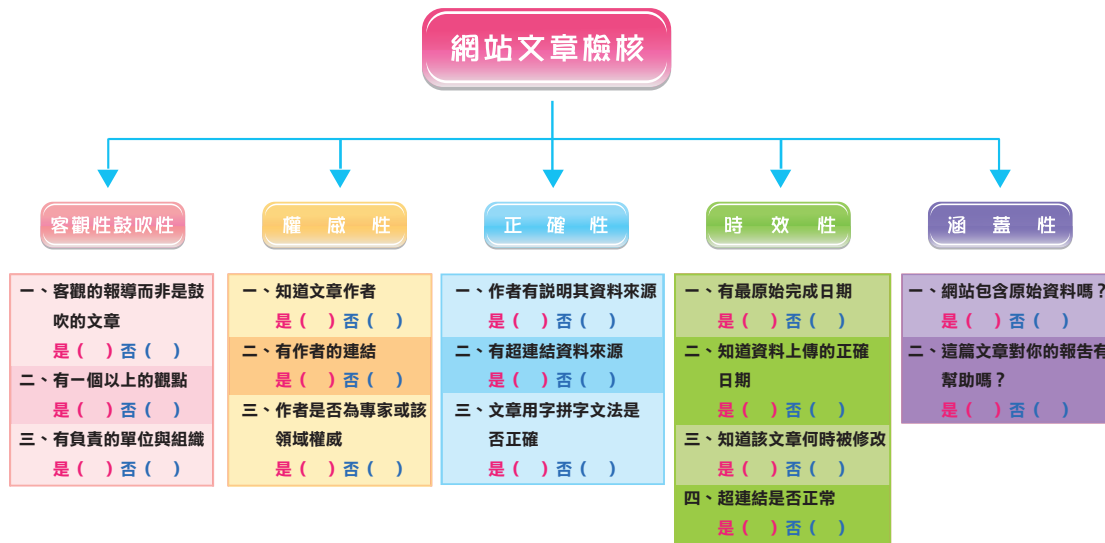 網站文章檢核
客觀性鼓吹性
一、客觀的報導而非是鼓
吹的文章
是（　）否（　）
二、有一個以上的觀點
是（　）否（　）
三、有負責的單位與組織
是（　）否（　）
權威性
一、知道文章作者
是（　）否（　）
二、有作者的連結
是（　）否（　）
三、作者是否為專家或該
領域權威
是（　）否（　）
正確性
一、作者有説明其資料來源
是（　）否（　）
二、有超連結資料來源
是（　）否（　）
三、文章用字拼字文法是
否正確
是（　）否（　）
時效性
一、有最原始完成日期
是（　）否（　）
二、知道資料上傳的正確
日期
是（　）否（　）
三、知道該文章何時被修改
是（　）否（　）
四、超連結是否正常
是（　）否（　）
涵蓋性
一、網站包含原始資料嗎？
是（　）否（　）
二、這篇文章對你的報告有
幫助嗎？
是（　）否（　）